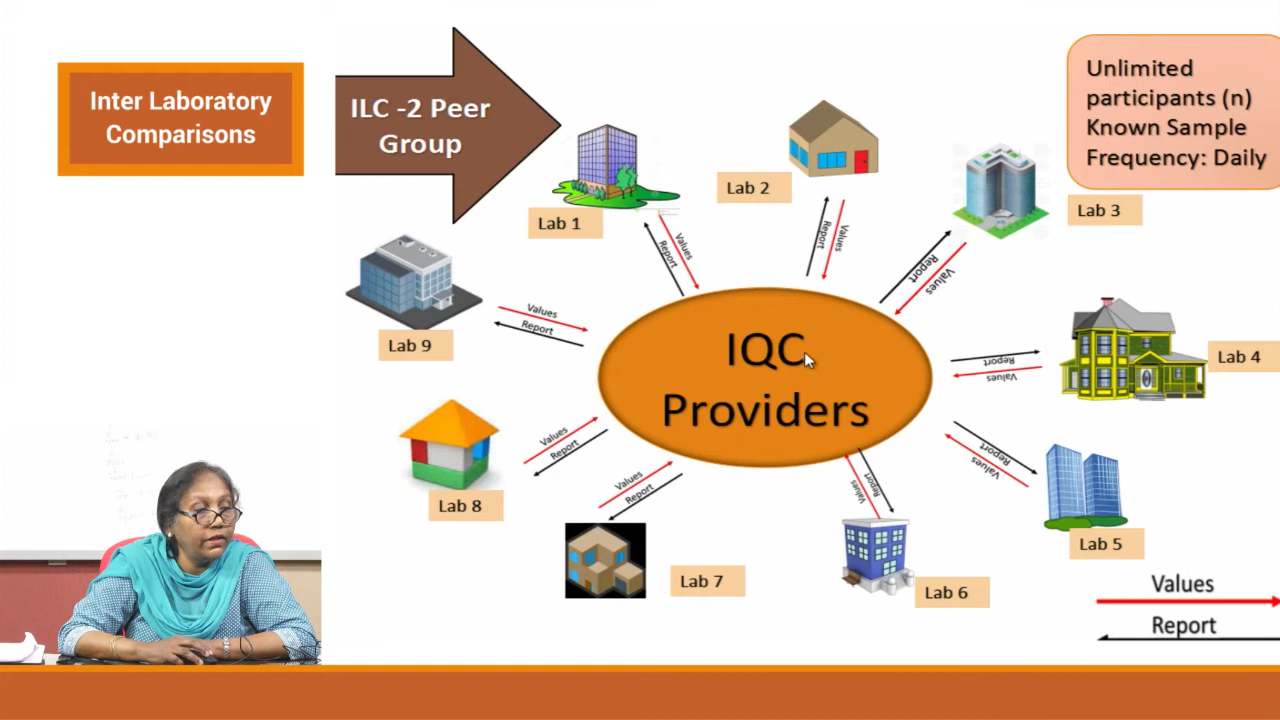 Inter Laboratory
Comparisons
ILC -2 Peer
Group
Unlimited
participants (n)
Known Sample
Frequency: Daily
Lab 1
Values
Report
Lab 2
Report
Values
Lab 3
Report
Values
Lab 4
Report
Values
Lab 5
Report
Values
Lab 6
Report
Values
Lab 7
Values
Report
Lab 8
Values
Report
Lab 9
Values
Report
IQC
Providers
Values
Report